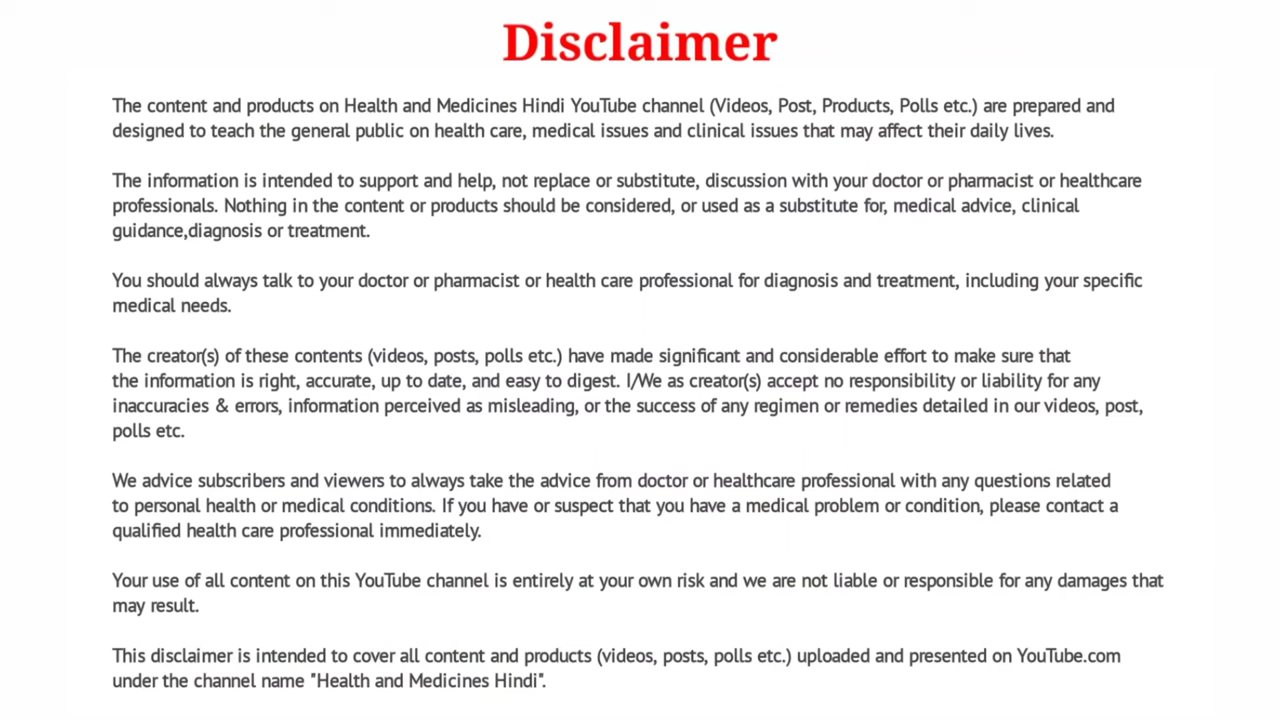 Disclaimer
The content and products on Health and Medicines Hindi YouTube channel (Videos, Post, Products, Polls etc.) are prepared and
designed to teach the general public on health care, medical issues and clinical issues that may affect their daily lives.
The information is intended to support and help, not replace or substitute, discussion with your doctor or pharmacist or healthcare
professionals. Nothing in the content or products should be considered, or used as a substitute for, medical advice, clinical
guidance,diagnosis or treatment.
You should always talk to your doctor or pharmacist or health care professional for diagnosis and treatment, including your specific
medical needs.
The creator(s) of these contents (videos, posts, polls etc.) have made significant and considerable effort to make sure that
the information is right, accurate, up to date, and easy to digest. I/We as creator(s) accept no responsibility or liability for any
inaccuracies & errors, information perceived as misleading, or the success of any regimen or remedies detailed in our videos, post,
polls etc.
We advice subscribers and viewers to always take the advice from doctor or healthcare professional with any questions related
to personal health or medical conditions. If you have or suspect that you have a medical problem or condition, please contact a
qualified health care professional immediately.
Your use of all content on this YouTube channel is entirely at your own risk and we are not liable or responsible for any damages that
may result.
This disclaimer is intended to cover all content and products (videos, posts, polls etc.) uploaded and presented on YouTube.com
under the channel name "Health and Medicines Hindi".